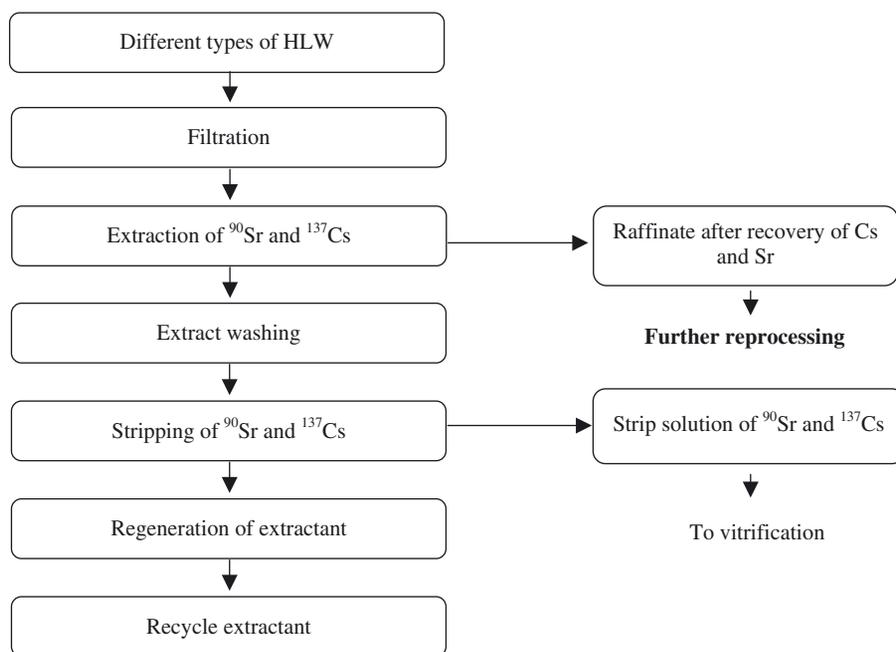 Different types of HLW
Filtration
Extraction of ⁹⁰Sr and ¹³⁷Cs
Raffinate after recovery of Cs
and Sr
Extract washing
Further reprocessing
Stripping of ⁹⁰Sr and ¹³⁷Cs
Strip solution of ⁹⁰Sr and ¹³⁷Cs
Regeneration of extractant
To vitrification
Recycle extractant